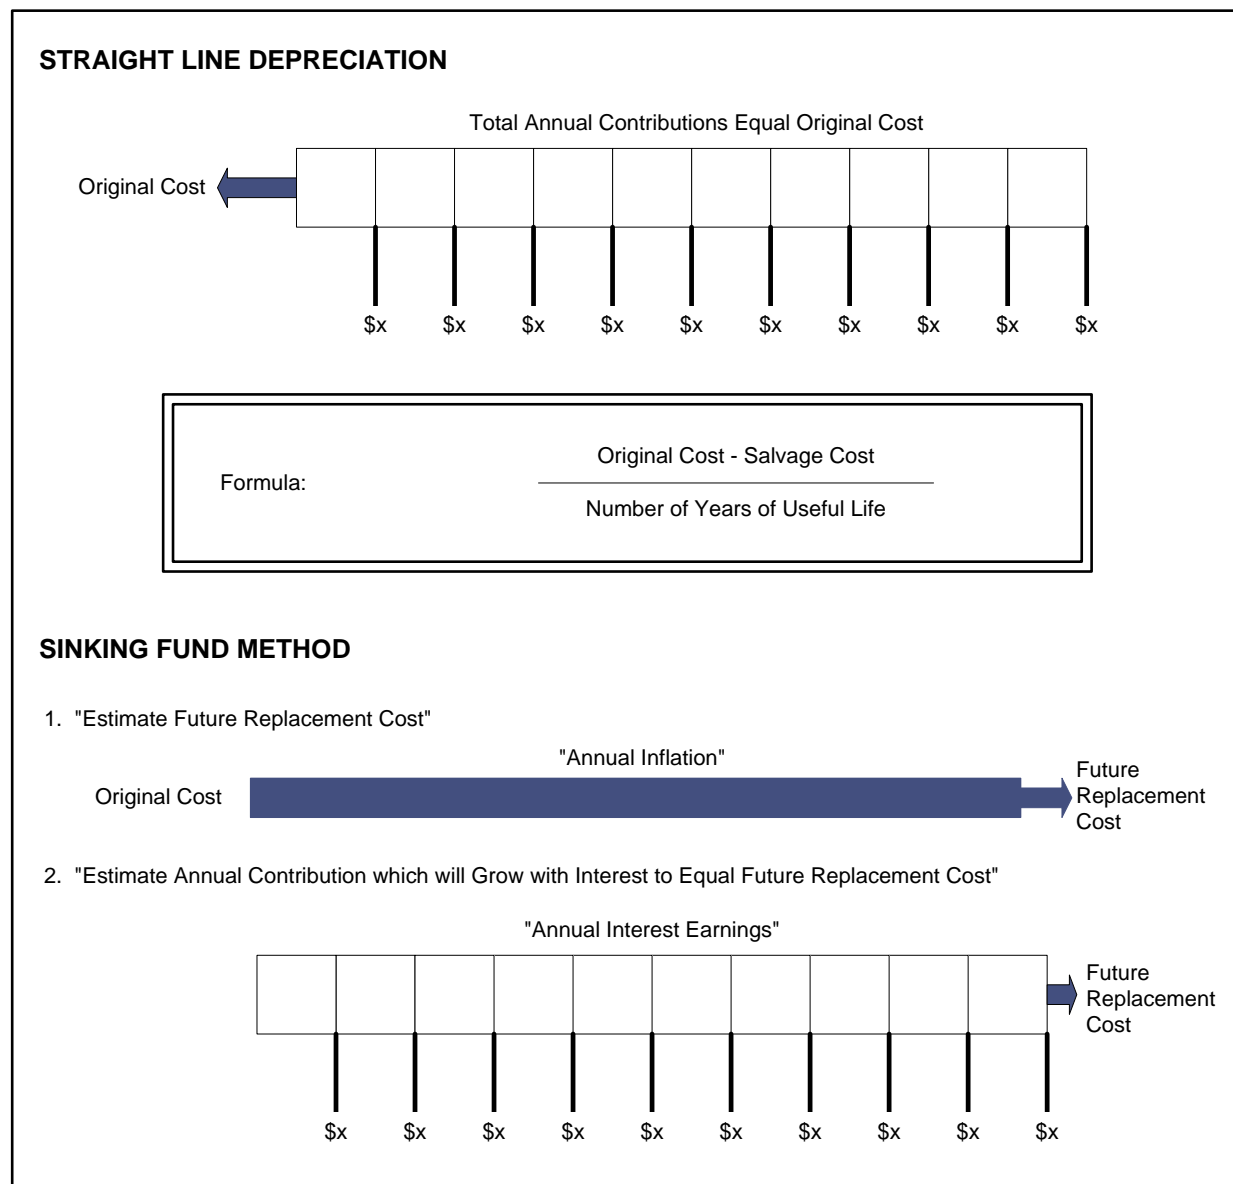 STRAIGHT LINE DEPRECIATION
Total Annual Contributions Equal Original Cost
Original Cost
$x $x $x $x $x $x $x $x $x $x
Original Cost - Salvage Cost
Formula:
Number of Years of Useful Life
SINKING FUND METHOD
1. "Estimate Future Replacement Cost"
"Annual Inflation"
Original Cost
Future
Replacement
Cost
2. "Estimate Annual Contribution which will Grow with Interest to Equal Future Replacement Cost"
"Annual Interest Earnings"
Future
Replacement
Cost
$x $x $x $x $x $x $x $x $x $x